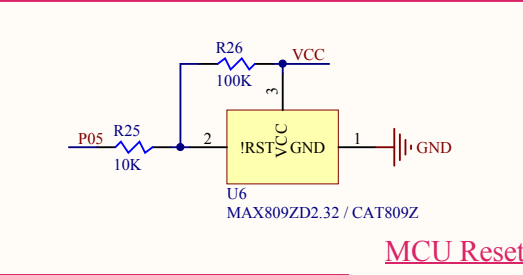 R26
VCC
100K
3
P05
R25
10K
2
!RST
VCC
GND
1
GND
U6
MAX809ZD2.32 / CAT809Z
MCU Reset